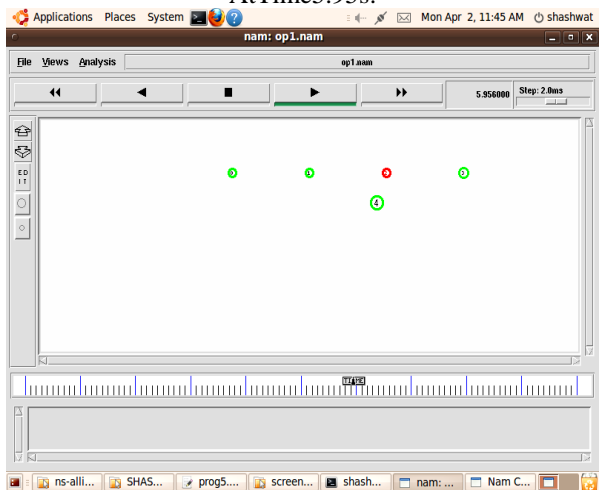 At Time5.95s.
Applications Places System Mon Apr 2, 11:45 AM shashwat
nam: op1.nam
File Views Analysis op1.nam
5.956000 Step: 2.0ms
ED
IT
4
TIME
ns-alli... SHAS... prog5.... screen... shash... nam: ... Nam C...